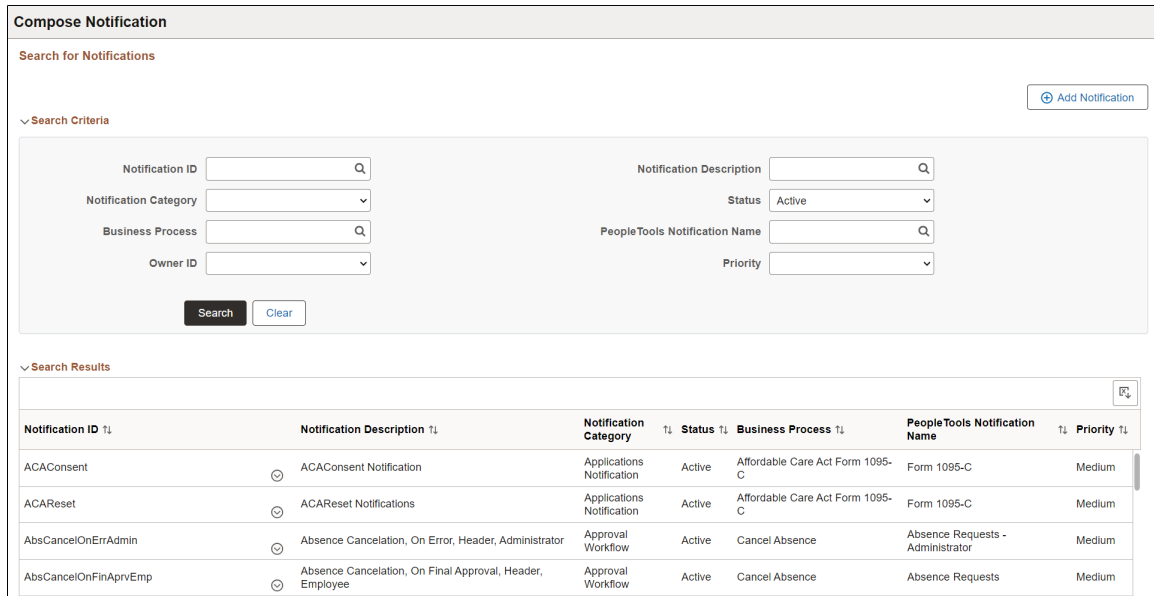 Compose Notification
Search for Notifications
Add Notification
Search Criteria
Notification ID
Notification Description
Notification Category
Status Active
Business Process
PeopleTools Notification Name
Owner ID
Priority
Search Clear
Search Results
Notification ID Notification Description Notification Category Status Business Process PeopleTools Notification Name Priority
ACAConsent ACAConsent Notification Applications Notification Active Affordable Care Act Form 1095-C Form 1095-C Medium
ACAReset ACAReset Notifications Applications Notification Active Affordable Care Act Form 1095-C Form 1095-C Medium
AbsCancelOnErrAdmin Absence Cancelation, On Error, Header, Administrator Approval Workflow Active Cancel Absence Absence Requests - Administrator Medium
AbsCancelOnFinAprvEmp Absence Cancelation, On Final Approval, Header, Employee Approval Workflow Active Cancel Absence Absence Requests Medium